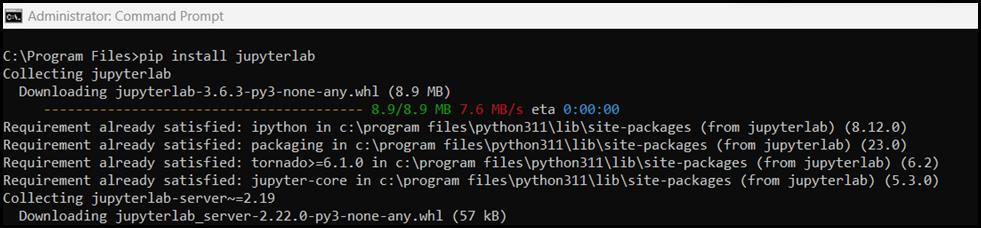 Administrator: Command Prompt
C:\Program Files>pip install jupyterlab
Collecting jupyterlab
  Downloading jupyterlab-3.6.3-py3-none-any.whl (8.9 MB)
     ---------------------------------------- 8.9/8.9 MB 7.6 MB/s eta 0:00:00
Requirement already satisfied: ipython in c:\program files\python311\lib\site-packages (from jupyterlab) (8.12.0)
Requirement already satisfied: packaging in c:\program files\python311\lib\site-packages (from jupyterlab) (23.0)
Requirement already satisfied: tornado>=6.1.0 in c:\program files\python311\lib\site-packages (from jupyterlab) (6.2)
Requirement already satisfied: jupyter-core in c:\program files\python311\lib\site-packages (from jupyterlab) (5.3.0)
Collecting jupyterlab-server~=2.19
  Downloading jupyterlab_server-2.22.0-py3-none-any.whl (57 kB)